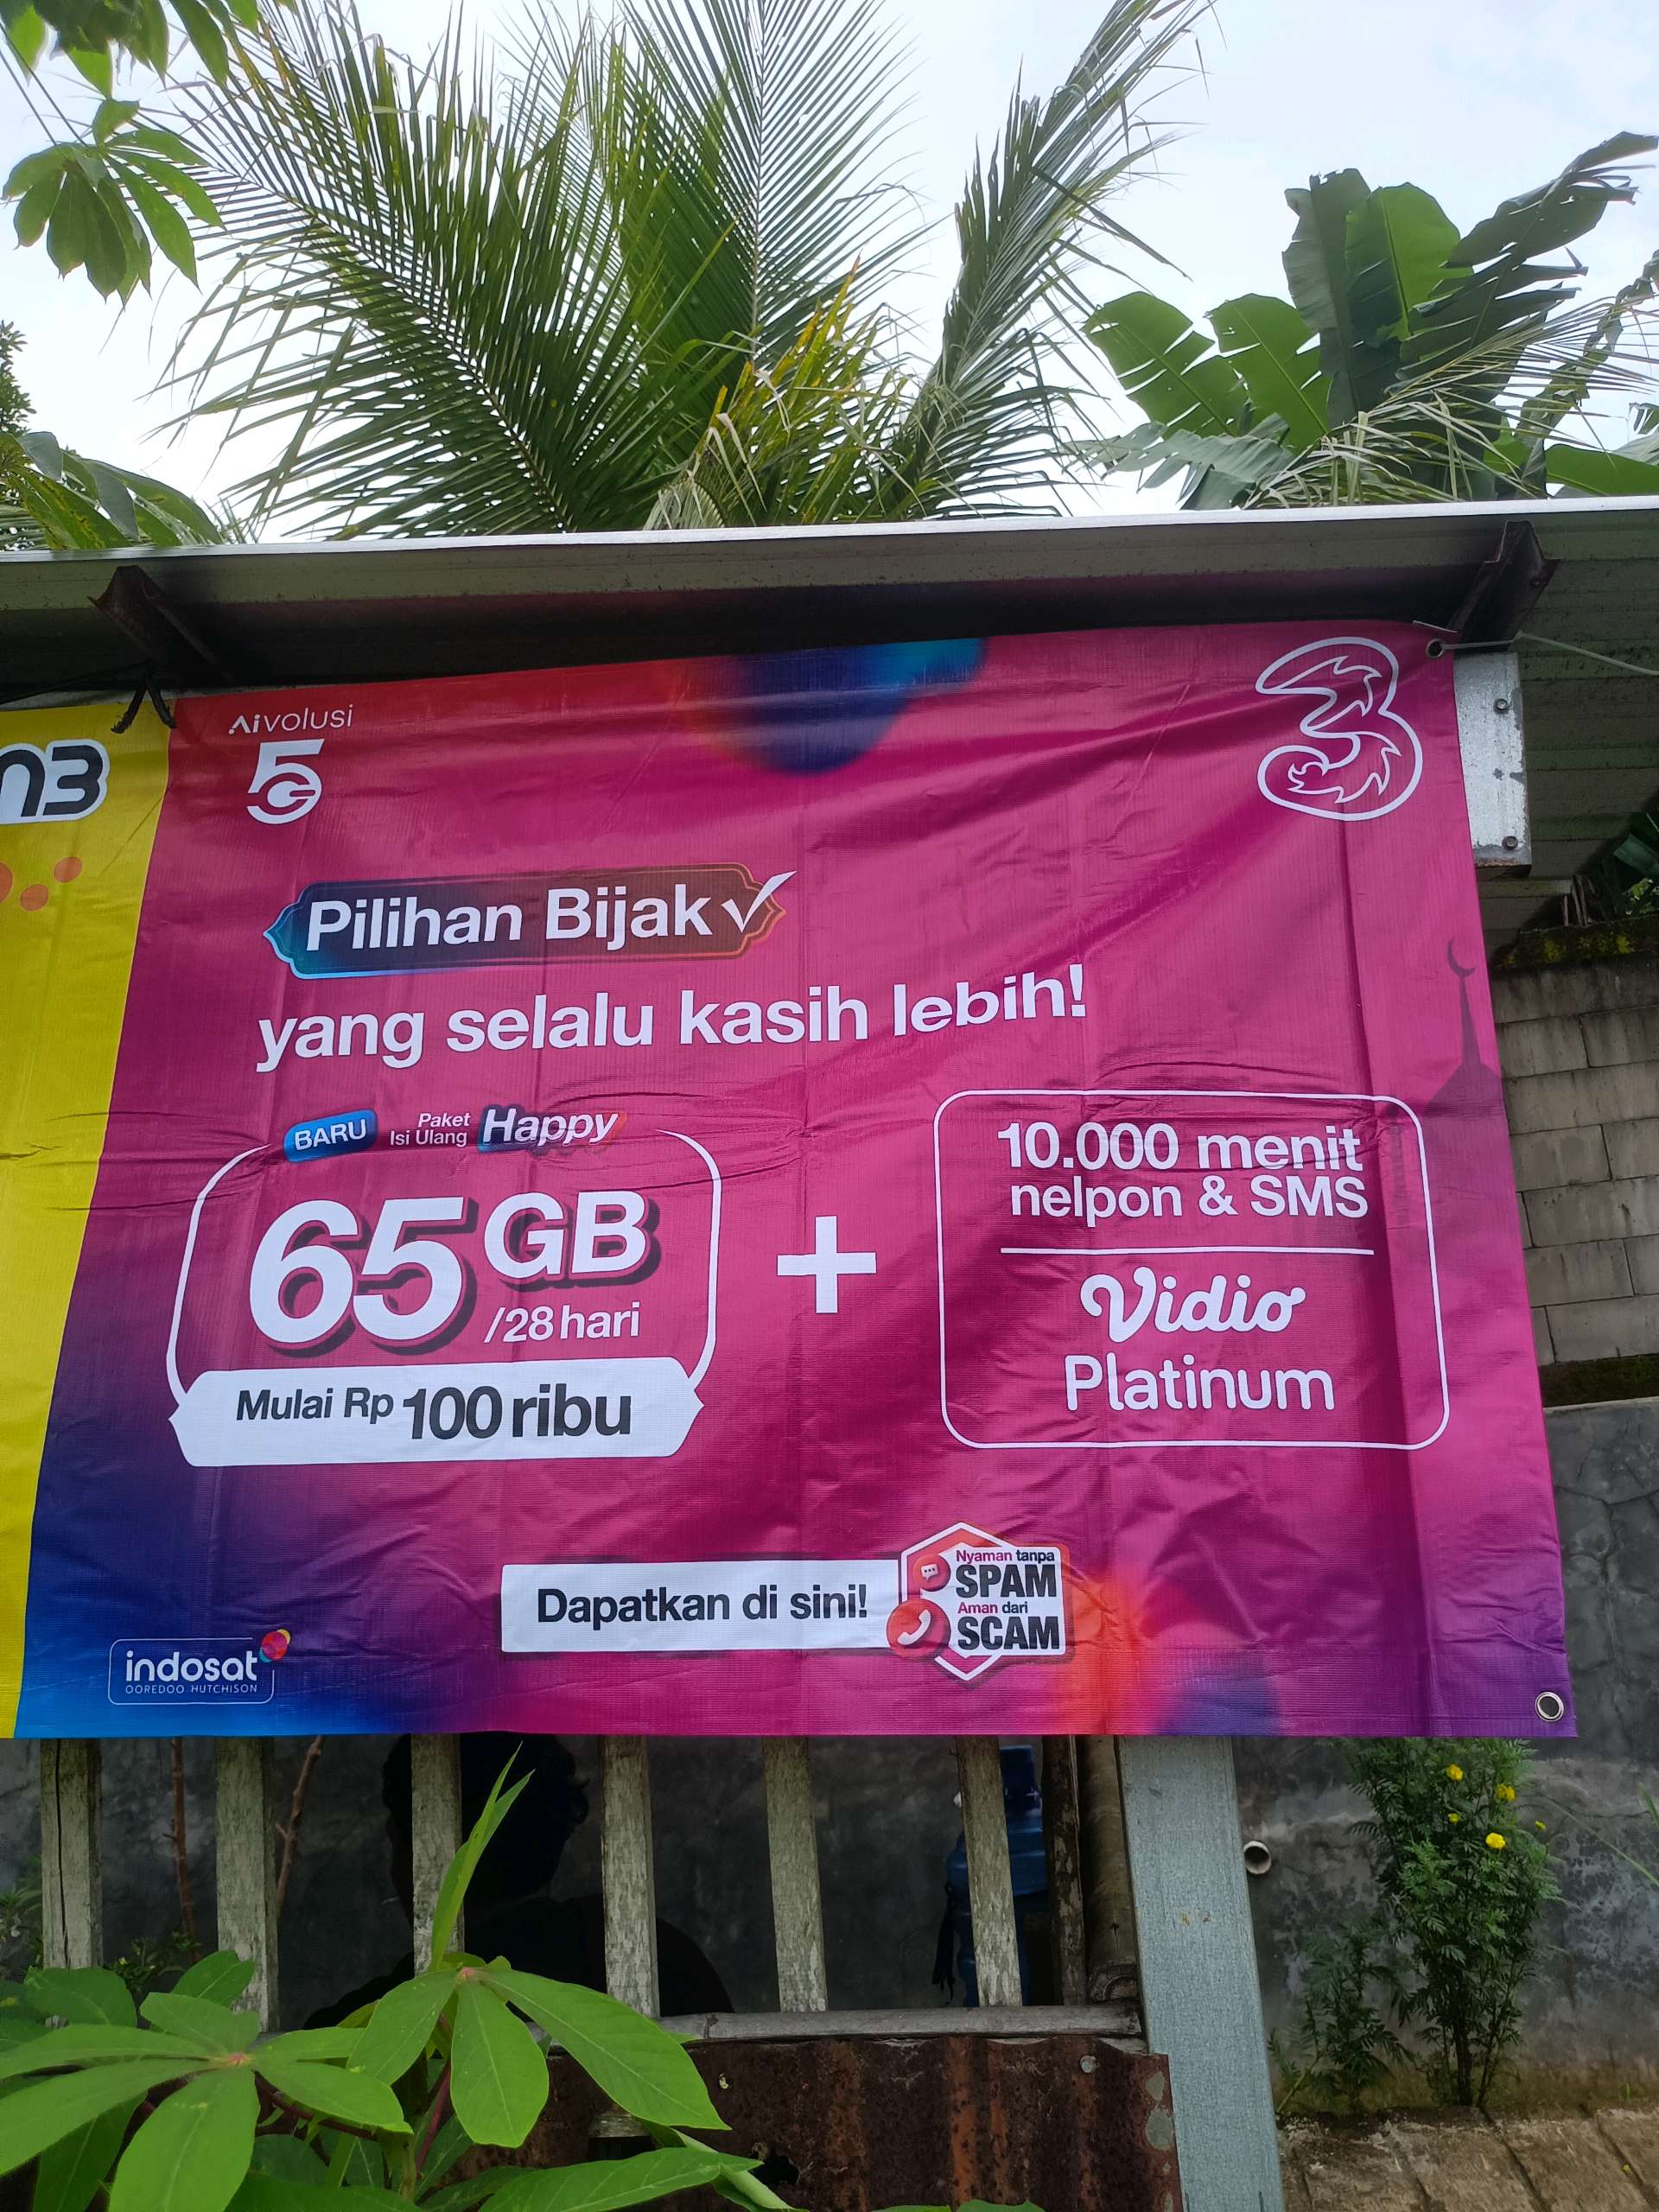 n3
Aivolusi
5G
3
Pilihan Bijak
yang selalu kasih lebih!
BARU Paket Isi Ulang Happy
65 GB
/28 hari
Mulai Rp 100 ribu
+
10.000 menit
nelpon & SMS
Vidio
Platinum
Dapatkan di sini!
Nyaman tanpa
SPAM
Aman dari
SCAM
indosat
OOREDOO HUTCHISON